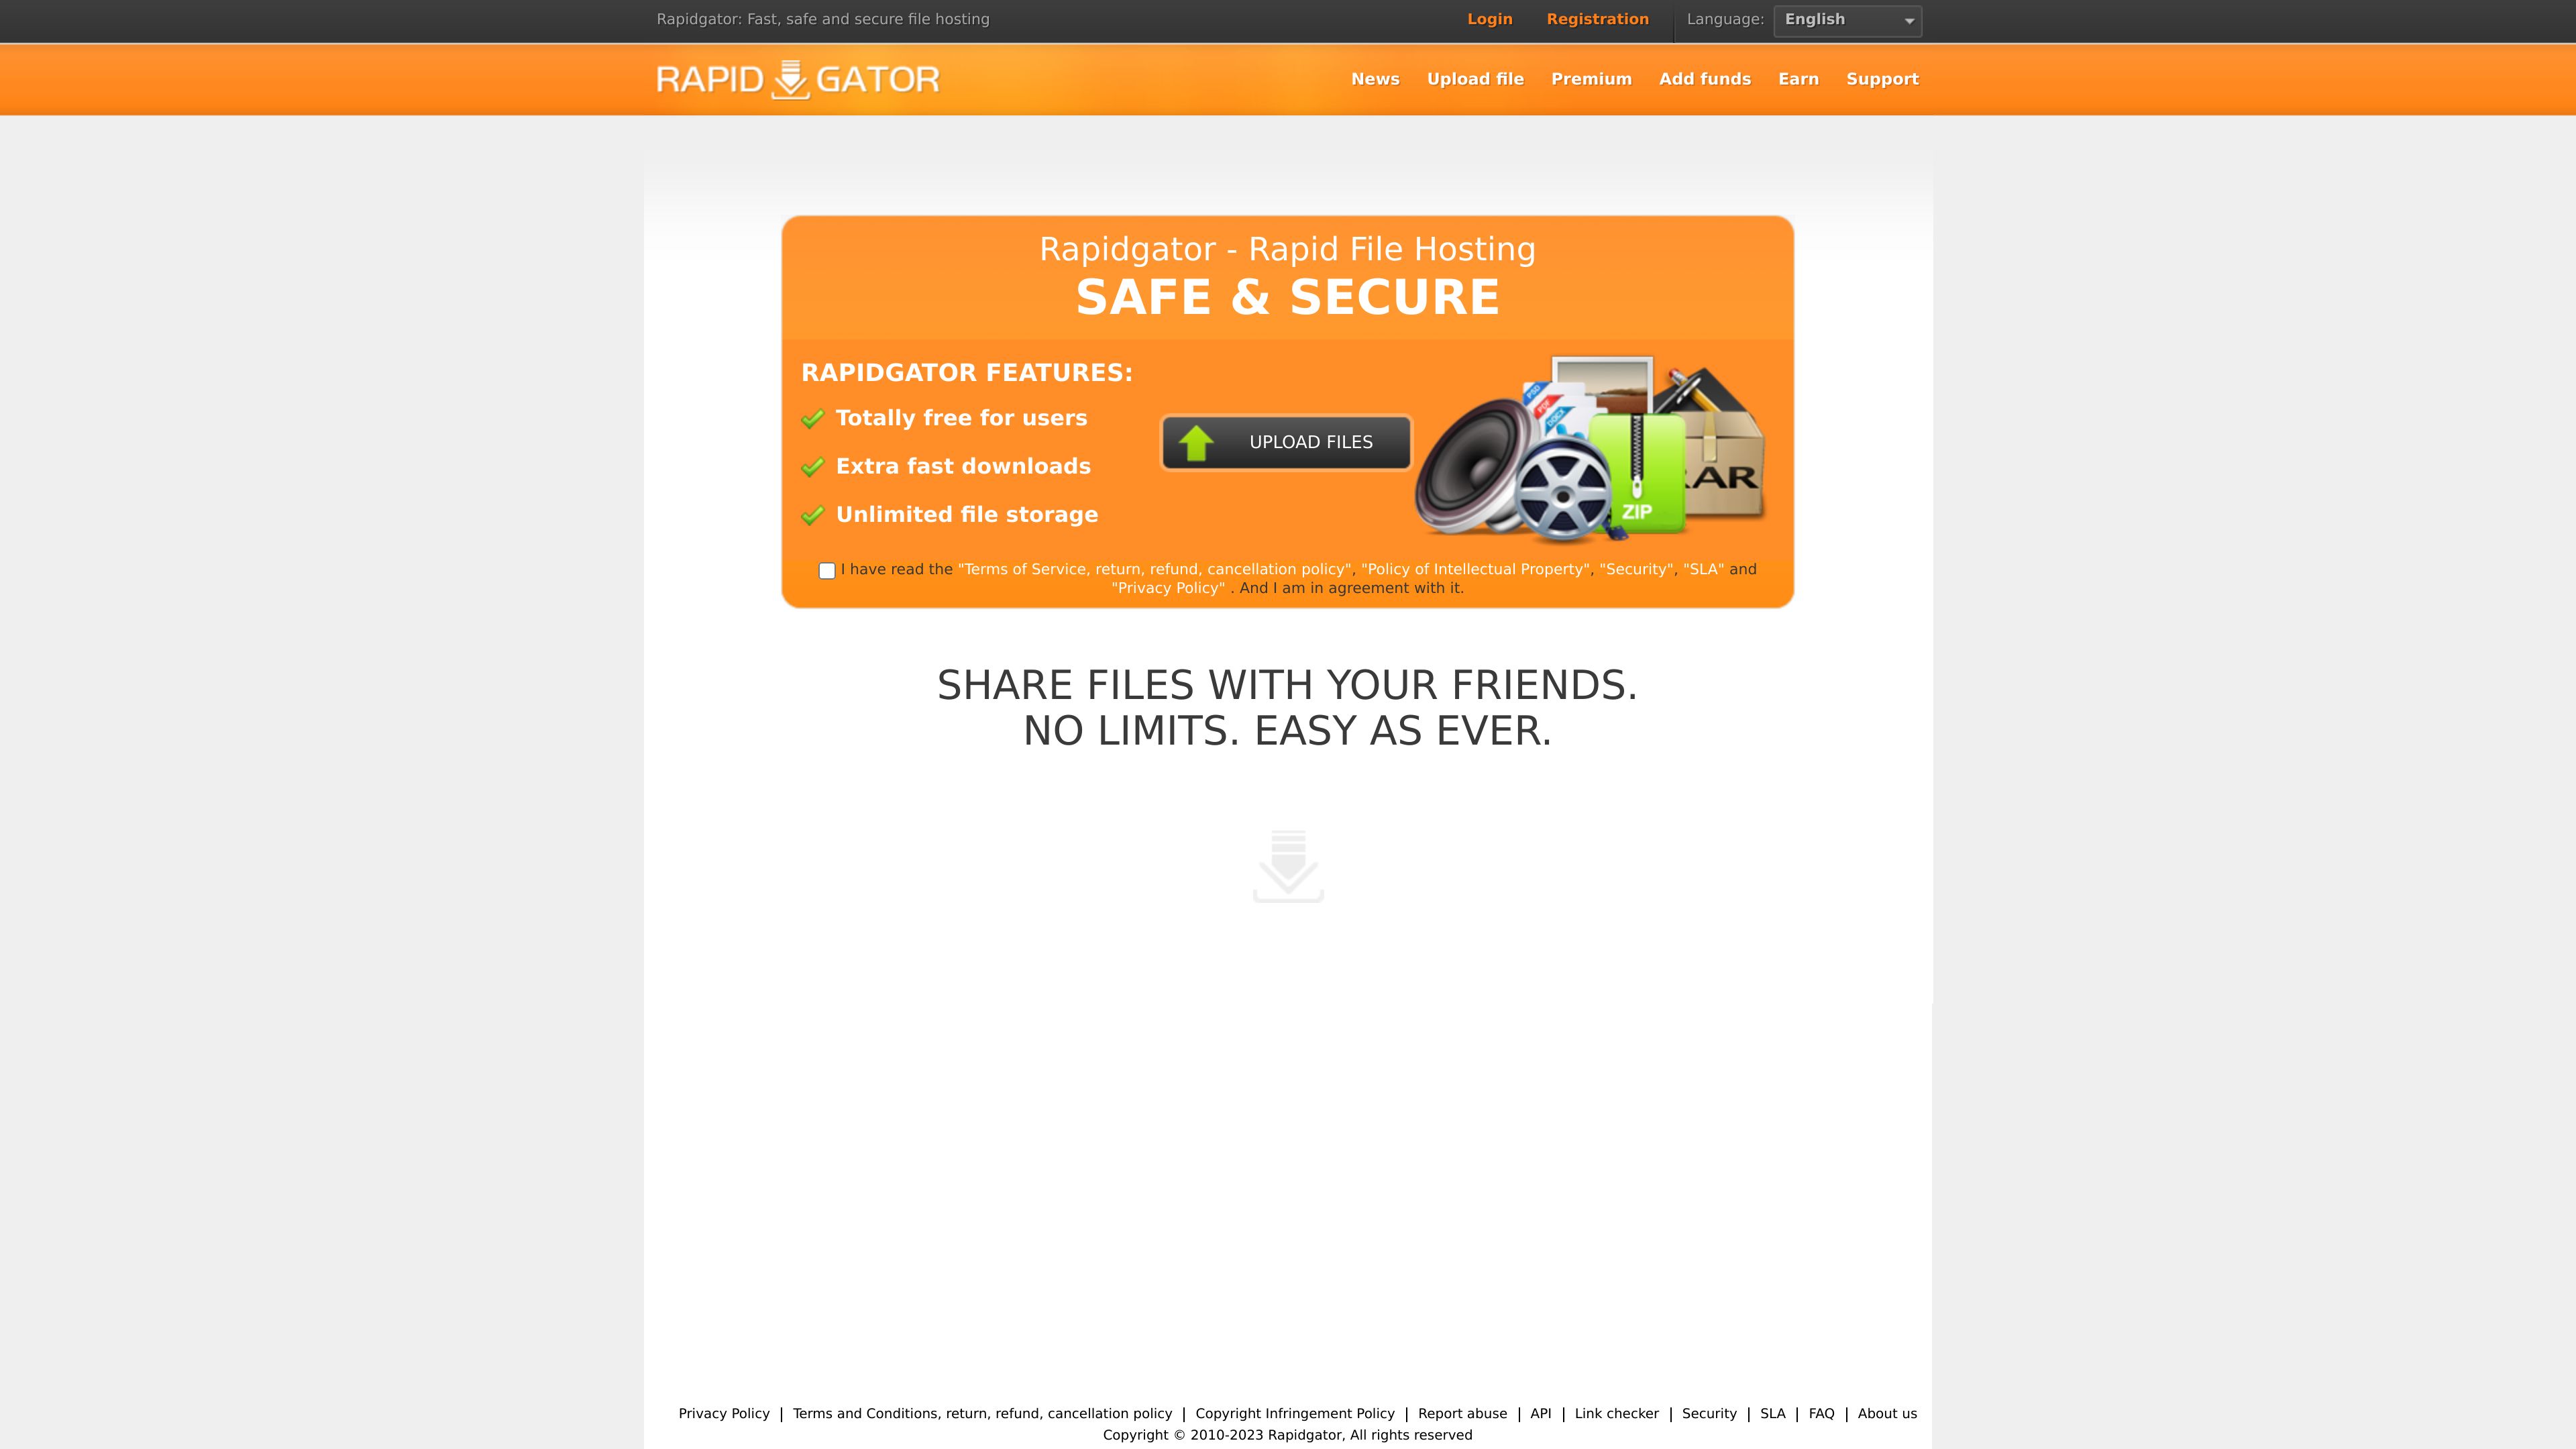 Rapidgator: Fast, safe and secure file hosting
Login Registration Language: English
RAPID GATOR
News Upload file Premium Add funds Earn Support
Rapidgator - Rapid File Hosting
SAFE & SECURE
RAPIDGATOR FEATURES:
Totally free for users
Extra fast downloads
Unlimited file storage
UPLOAD FILES
PSD
PDF
DOCX
ZIP
RAR
I have read the "Terms of Service, return, refund, cancellation policy", "Policy of Intellectual Property", "Security", "SLA" and
"Privacy Policy" . And I am in agreement with it.
SHARE FILES WITH YOUR FRIENDS.
NO LIMITS. EASY AS EVER.
Privacy Policy | Terms and Conditions, return, refund, cancellation policy | Copyright Infringement Policy | Report abuse | API | Link checker | Security | SLA | FAQ | About us
Copyright © 2010-2023 Rapidgator, All rights reserved